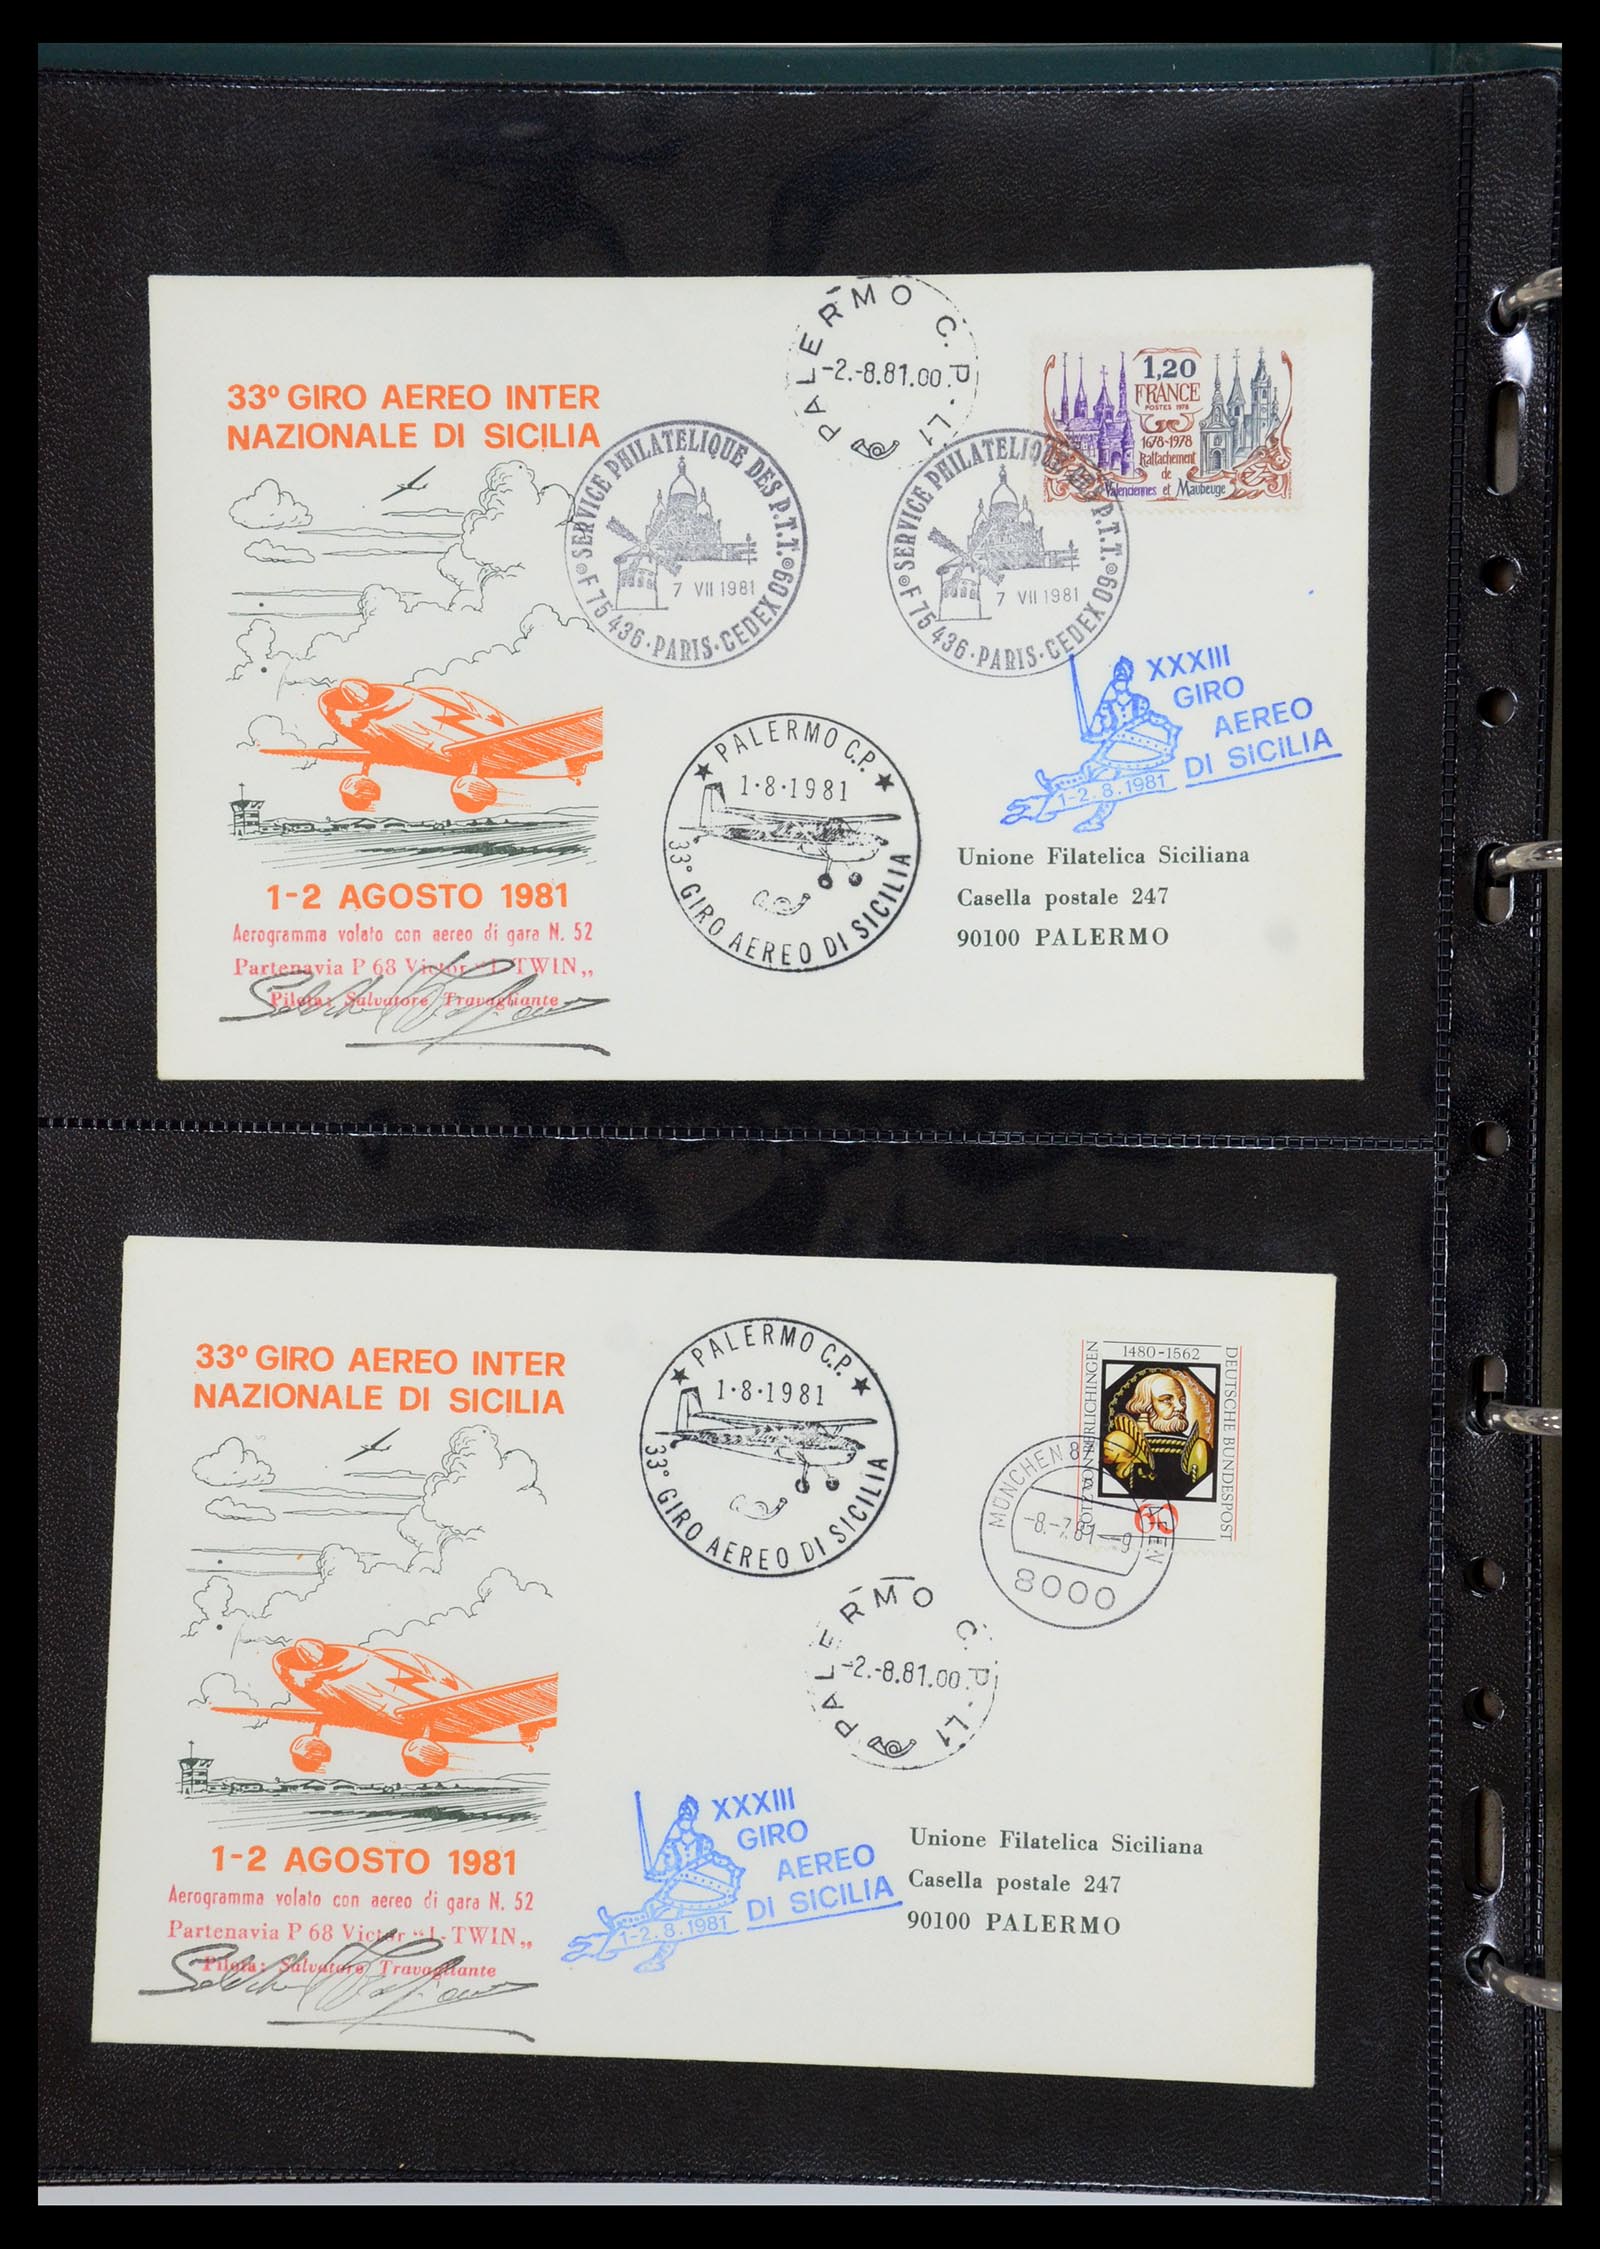 33º GIRO AEREO INTER
NAZIONALE DI SICILIA
PALERMO C.P. - L1
-2.-8.81.00
1,20
FRANCE
POSTES 1978
1678-1978
Rattachement
de
Valenciennes et Maubeuge
SERVICE PHILATELIQUE DES P.T.T.
7 VII 1981
F 75436 · PARIS · CEDEX 09
SERVICE PHILATELIQUE DES P.T.T.
7 VII 1981
F 75436 · PARIS · CEDEX 09
XXXIII
GIRO
AEREO
DI SICILIA
1-2.8.1981
★ PALERMO C.P. ★
1·8·1981
33º GIRO AEREO DI SICILIA
1-2 AGOSTO 1981
Aerogramma volato con aereo di gara N. 52
Partenavia P 68 Victor "I-TWIN„
Pilota: Salvatore Travagliante
Unione Filatelica Siciliana
Casella postale 247
90100 PALERMO
33º GIRO AEREO INTER
NAZIONALE DI SICILIA
★ PALERMO C.P. ★
1·8·1981
33º GIRO AEREO DI SICILIA
1480-1562
GÖTZ VON BERLICHINGEN
DEUTSCHE BUNDESPOST
60
MÜNCHEN
-8.-7.81-9
8000
PALERMO C.P. - L1
-2.-8.81.00
XXXIII
GIRO
AEREO
DI SICILIA
1-2.8.1981
1-2 AGOSTO 1981
Aerogramma volato con aereo di gara N. 52
Partenavia P 68 Victor "I-TWIN„
Pilota: Salvatore Travagliante
Unione Filatelica Siciliana
Casella postale 247
90100 PALERMO